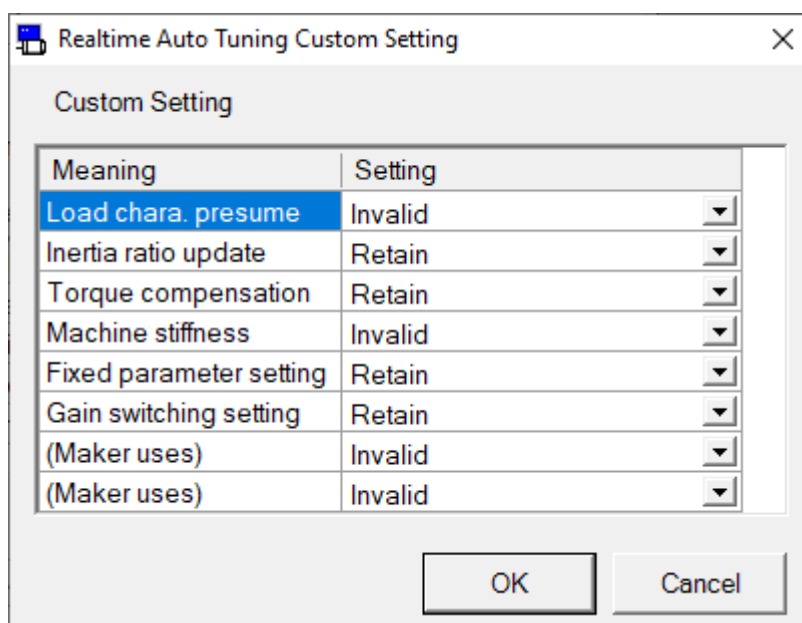 Realtime Auto Tuning Custom Setting
Custom Setting
Meaning Setting
Load chara. presume Invalid
Inertia ratio update Retain
Torque compensation Retain
Machine stiffness Invalid
Fixed parameter setting Retain
Gain switching setting Retain
(Maker uses) Invalid
(Maker uses) Invalid
OK Cancel